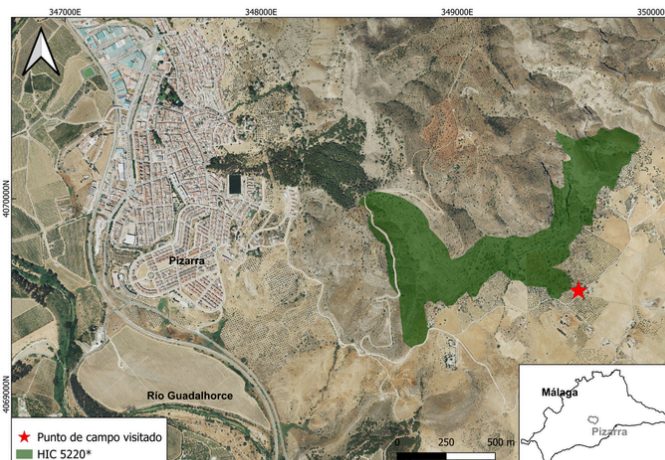 347000E 348000E 349000E 350000
4070000N
Pizarra
4069000N
Río Guadalhorce
Málaga
Pizarra
Punto de campo visitado
HIC 5220*
0 250 500 m